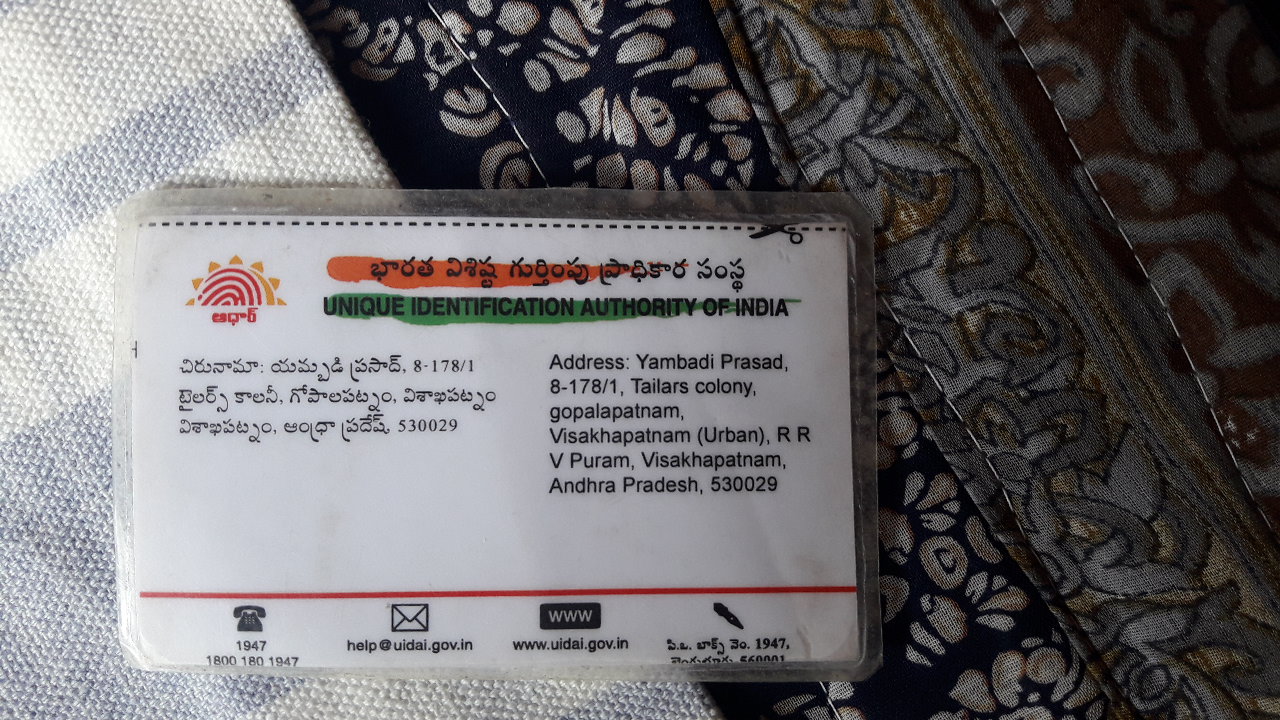 భారత విశిష్ట గుర్తింపు ప్రాధికార సంస్థ
UNIQUE IDENTIFICATION AUTHORITY OF INDIA
ఆధార్
చిరునామా: యమ్బడి ప్రసాద్, 8-178/1
టైలర్స్ కాలనీ, గోపాలపట్నం, విశాఖపట్నం
విశాఖపట్నం, ఆంధ్రా ప్రదేష్, 530029
Address: Yambadi Prasad,
8-178/1, Tailars colony,
gopalapatnam,
Visakhapatnam (Urban), R R
V Puram, Visakhapatnam,
Andhra Pradesh, 530029
1947
1800 180 1947
help@uidai.gov.in
WWW
www.uidai.gov.in
పి.ఒ. బాక్స్ నెం. 1947,
బెంగుళూరు, 560001